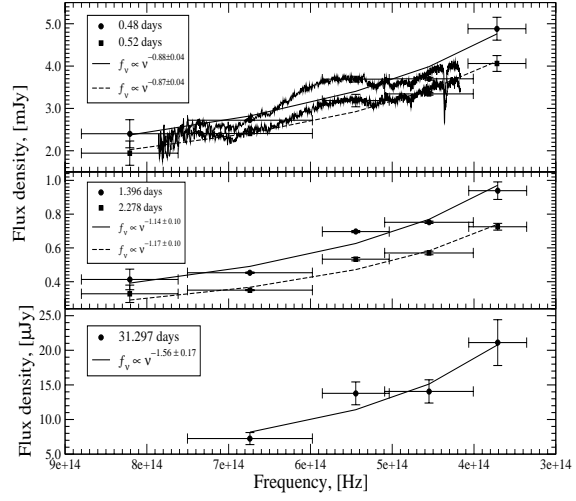 5.0
4.0
3.0
2.0
0.48 days
0.52 days
f_ν ∝ ν^−0.88±0.04
f_ν ∝ ν^−0.87±0.04
Flux density, [mJy]
1.0
0.8
0.6
0.4
1.396 days
2.278 days
f_ν ∝ ν^−1.14 ± 0.10
f_ν ∝ ν^−1.17 ± 0.10
25.0
20.0
15.0
10.0
5.0
31.297 days
f_ν ∝ ν^−1.56 ± 0.17
Flux density, [μJy]
9e+14 8e+14 7e+14 6e+14 5e+14 4e+14 3e+14
Frequency, [Hz]